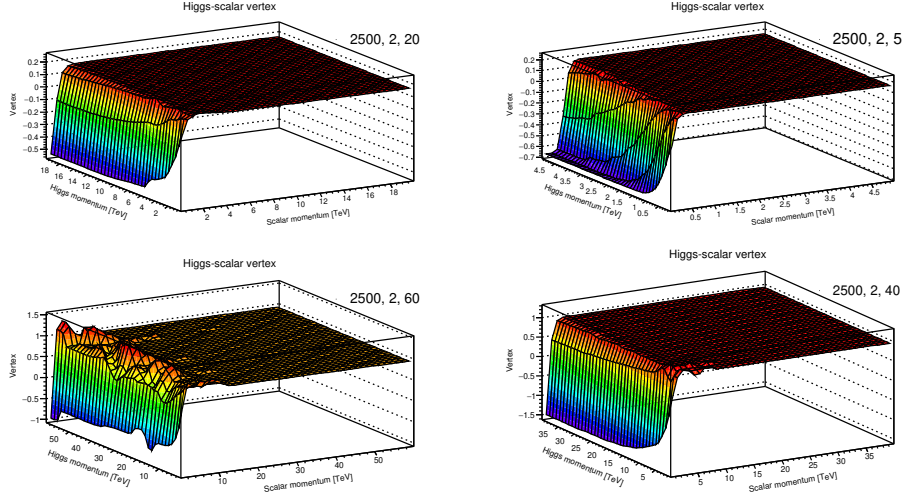 Higgs-scalar vertex
2500, 2, 20
0.2
0.1
0
−0.1
−0.2
−0.3
−0.4
−0.5
Vertex
18 16 14 12 10 8 6 4 2
Higgs momentum [TeV]
2 4 6 8 10 12 14 16 18
Scalar momentum [TeV]
Higgs-scalar vertex
2500, 2, 5
0.2
0.1
0
−0.1
−0.2
−0.3
−0.4
−0.5
−0.6
−0.7
Vertex
4.5 4 3.5 3 2.5 2 1.5 1 0.5
Higgs momentum [TeV]
0.5 1 1.5 2 2.5 3 3.5 4 4.5
Scalar momentum [TeV]
Higgs-scalar vertex
2500, 2, 60
1.5
1
0.5
0
−0.5
−1
Vertex
50 40 30 20 10
Higgs momentum [TeV]
10 20 30 40 50
Scalar momentum [TeV]
Higgs-scalar vertex
2500, 2, 40
1
0.5
0
−0.5
−1
−1.5
Vertex
35 30 25 20 15 10 5
Higgs momentum [TeV]
5 10 15 20 25 30 35
Scalar momentum [TeV]